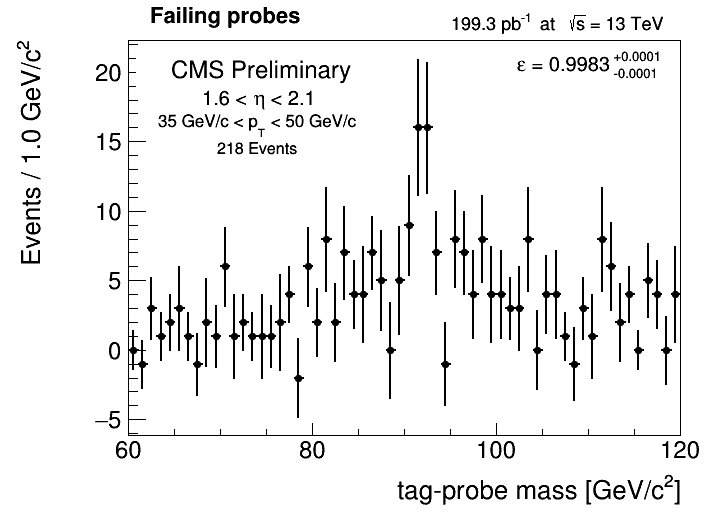 Failing probes
199.3 pb⁻¹ at √s = 13 TeV
CMS Preliminary
ε = 0.9983 +0.0001 -0.0001
1.6 < η < 2.1
35 GeV/c < p_T < 50 GeV/c
218 Events
Events / 1.0 GeV/c²
20
15
10
5
0
−5
60 80 100 120
tag-probe mass [GeV/c²]